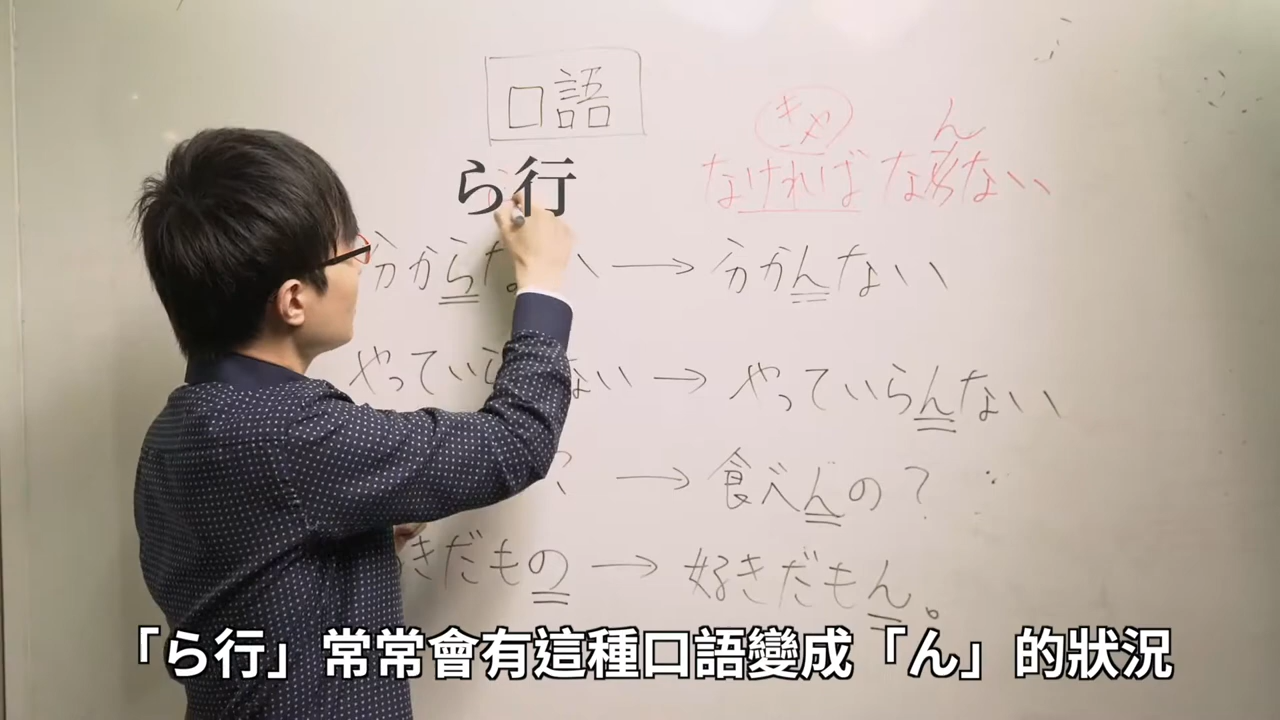 口語
ら行
きゃ ん
なければならない
分からな い → 分かんない
やっていら ない → やっていらんない
? → 食べんの?
きだもの → 好きだもん。
「ら行」常常會有這種口語變成「ん」的狀況